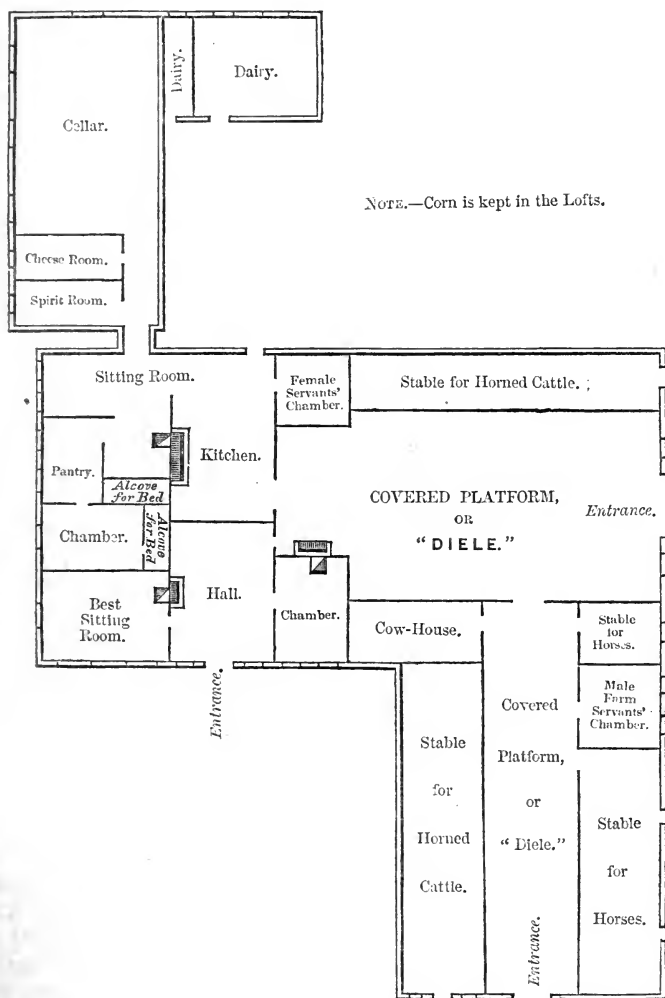 Dairy.
Dairy.
Cellar.
NOTE.—Corn is kept in the Lofts.
Cheese Room.
Spirit Room.
Sitting Room.
Female
Servants'
Chamber.
Stable for Horned Cattle.
Kitchen.
Pantry.
Alcove
for Bed
COVERED PLATFORM,
OR
"DIELE."
Entrance.
Chamber.
Alcove
for Bed
Best
Sitting
Room.
Hall.
Chamber.
Cow-House.
Stable
for
Horses.
Entrance.
Male
Farm
Servants'
Chamber.
Covered
Platform,
or
"Diele."
Entrance.
Stable
for
Horned
Cattle.
Stable
for
Horses.